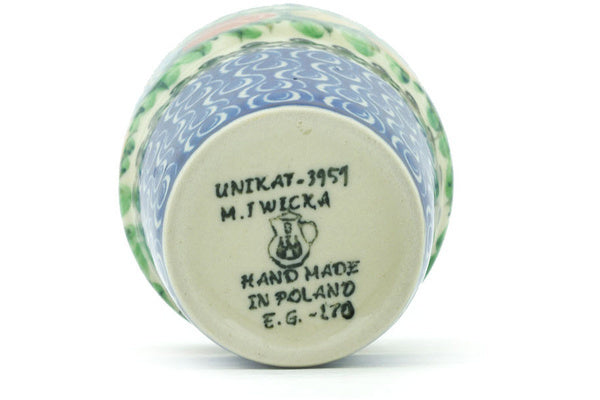 UNIKAT-3959
M.IWICKA
HAND MADE
IN POLAND
E.G.-170